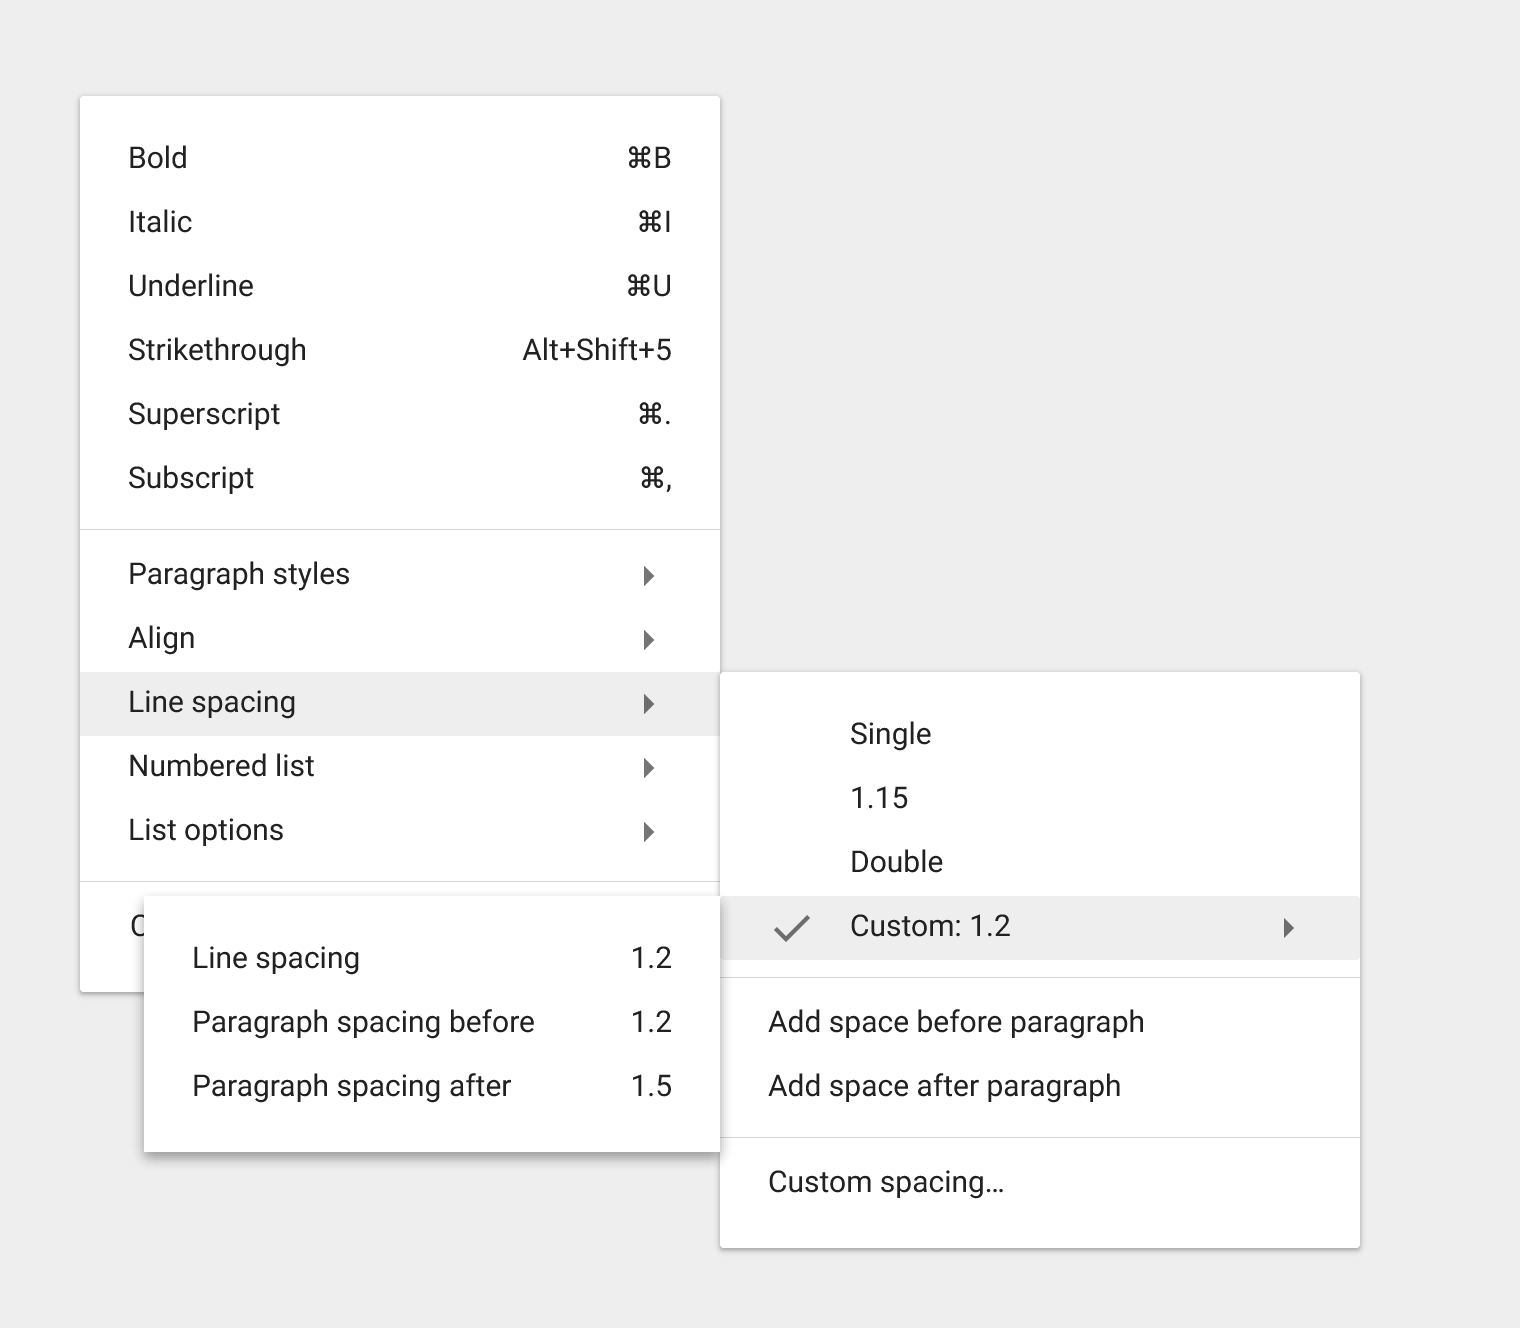 Bold ⌘B
Italic ⌘I
Underline ⌘U
Strikethrough Alt+Shift+5
Superscript ⌘.
Subscript ⌘,
Paragraph styles
Align
Line spacing
Numbered list
List options
Single
1.15
Double
Custom: 1.2
Add space before paragraph
Add space after paragraph
Custom spacing…
Line spacing 1.2
Paragraph spacing before 1.2
Paragraph spacing after 1.5